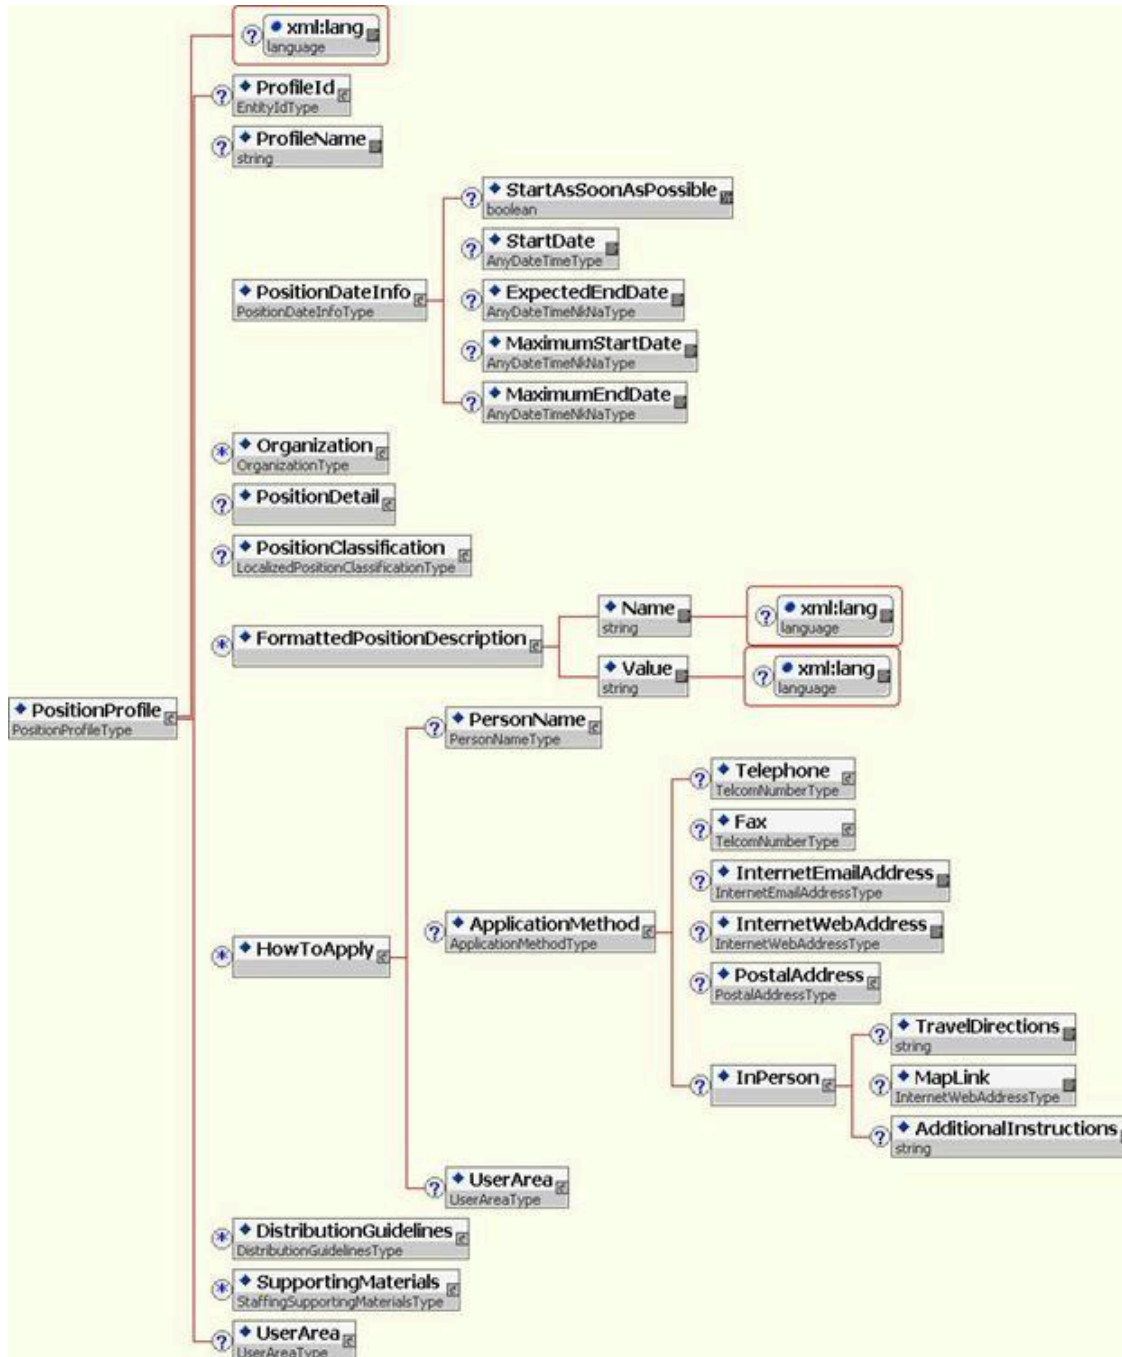 xml:lang
language
ProfileId
EntityIdType
ProfileName
string
StartAsSoonAsPossible
boolean
StartDate
AnyDateTimeType
PositionDateInfo
PositionDateInfoType
ExpectedEndDate
AnyDateTimeNkNaType
MaximumStartDate
AnyDateTimeNkNaType
MaximumEndDate
AnyDateTimeNkNaType
Organization
OrganizationType
PositionDetail
PositionClassification
LocalizedPositionClassificationType
FormattedPositionDescription
Name
string
xml:lang
language
Value
string
xml:lang
language
PositionProfile
PositionProfileType
PersonName
PersonNameType
Telephone
TelcomNumberType
Fax
TelcomNumberType
InternetEmailAddress
InternetEmailAddressType
HowToApply
ApplicationMethod
ApplicationMethodType
InternetWebAddress
InternetWebAddressType
PostalAddress
PostalAddressType
InPerson
TravelDirections
string
MapLink
InternetWebAddressType
AdditionalInstructions
string
UserArea
UserAreaType
DistributionGuidelines
DistributionGuidelinesType
SupportingMaterials
StaffingSupportingMaterialsType
UserArea
UserAreaType